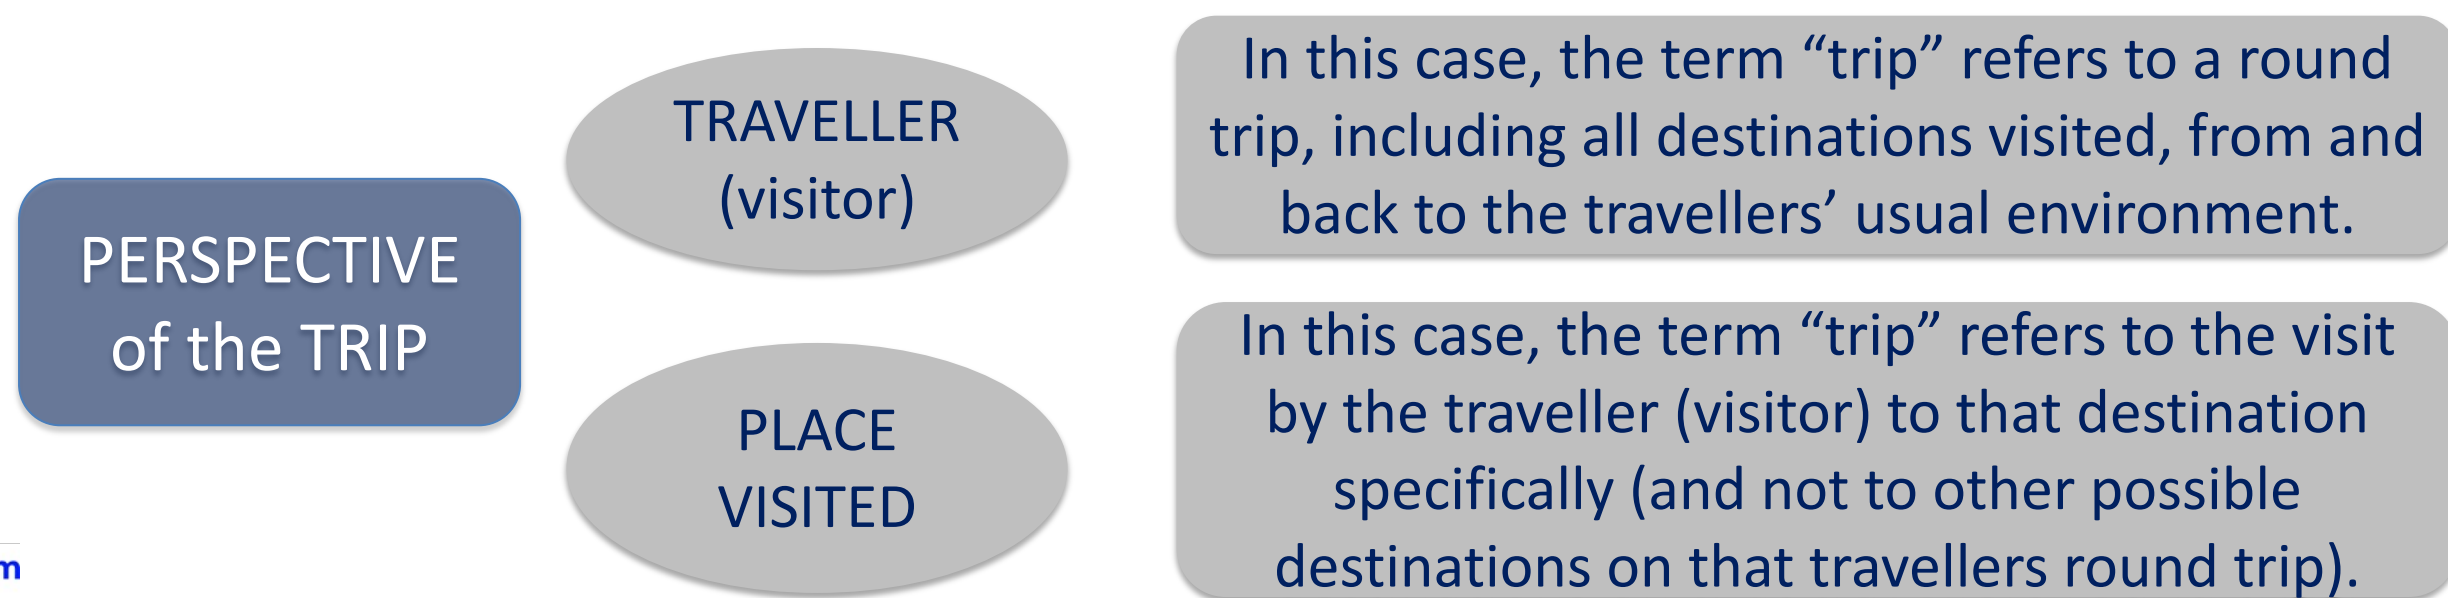 PERSPECTIVE
of the TRIP
TRAVELLER
(visitor)
In this case, the term “trip” refers to a round
trip, including all destinations visited, from and
back to the travellers’ usual environment.
PLACE
VISITED
In this case, the term “trip” refers to the visit
by the traveller (visitor) to that destination
specifically (and not to other possible
destinations on that travellers round trip).
m